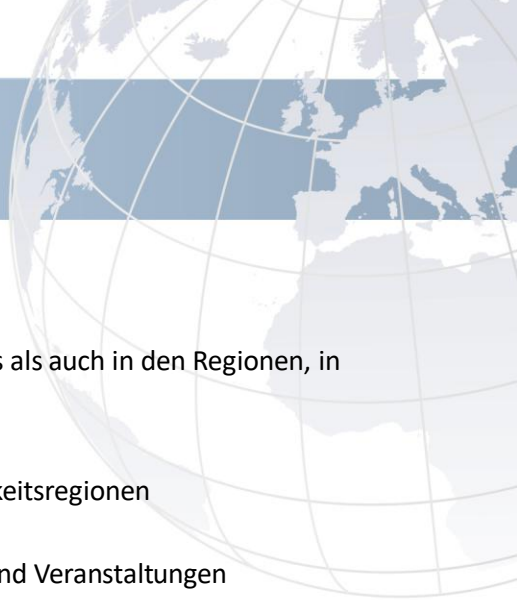 s als auch in den Regionen, in
keitsregionen
nd Veranstaltungen